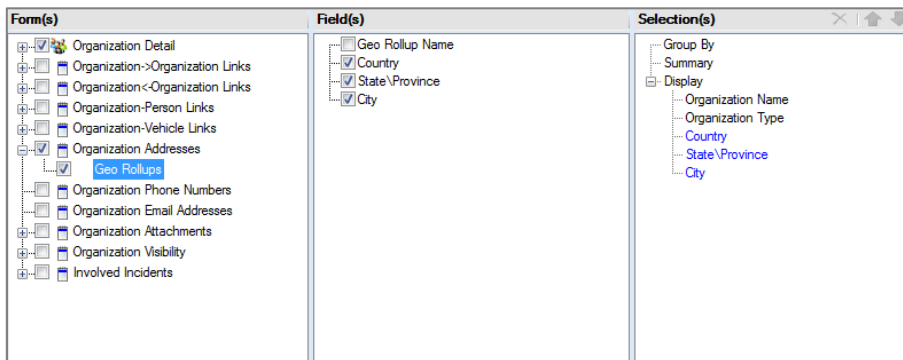 Form(s)
Organization Detail
Organization->Organization Links
Organization<-Organization Links
Organization-Person Links
Organization-Vehicle Links
Organization Addresses
Geo Rollups
Organization Phone Numbers
Organization Email Addresses
Organization Attachments
Organization Visibility
Involved Incidents
Field(s)
Geo Rollup Name
Country
State\Province
City
Selection(s)
Group By
Summary
Display
Organization Name
Organization Type
Country
State\Province
City